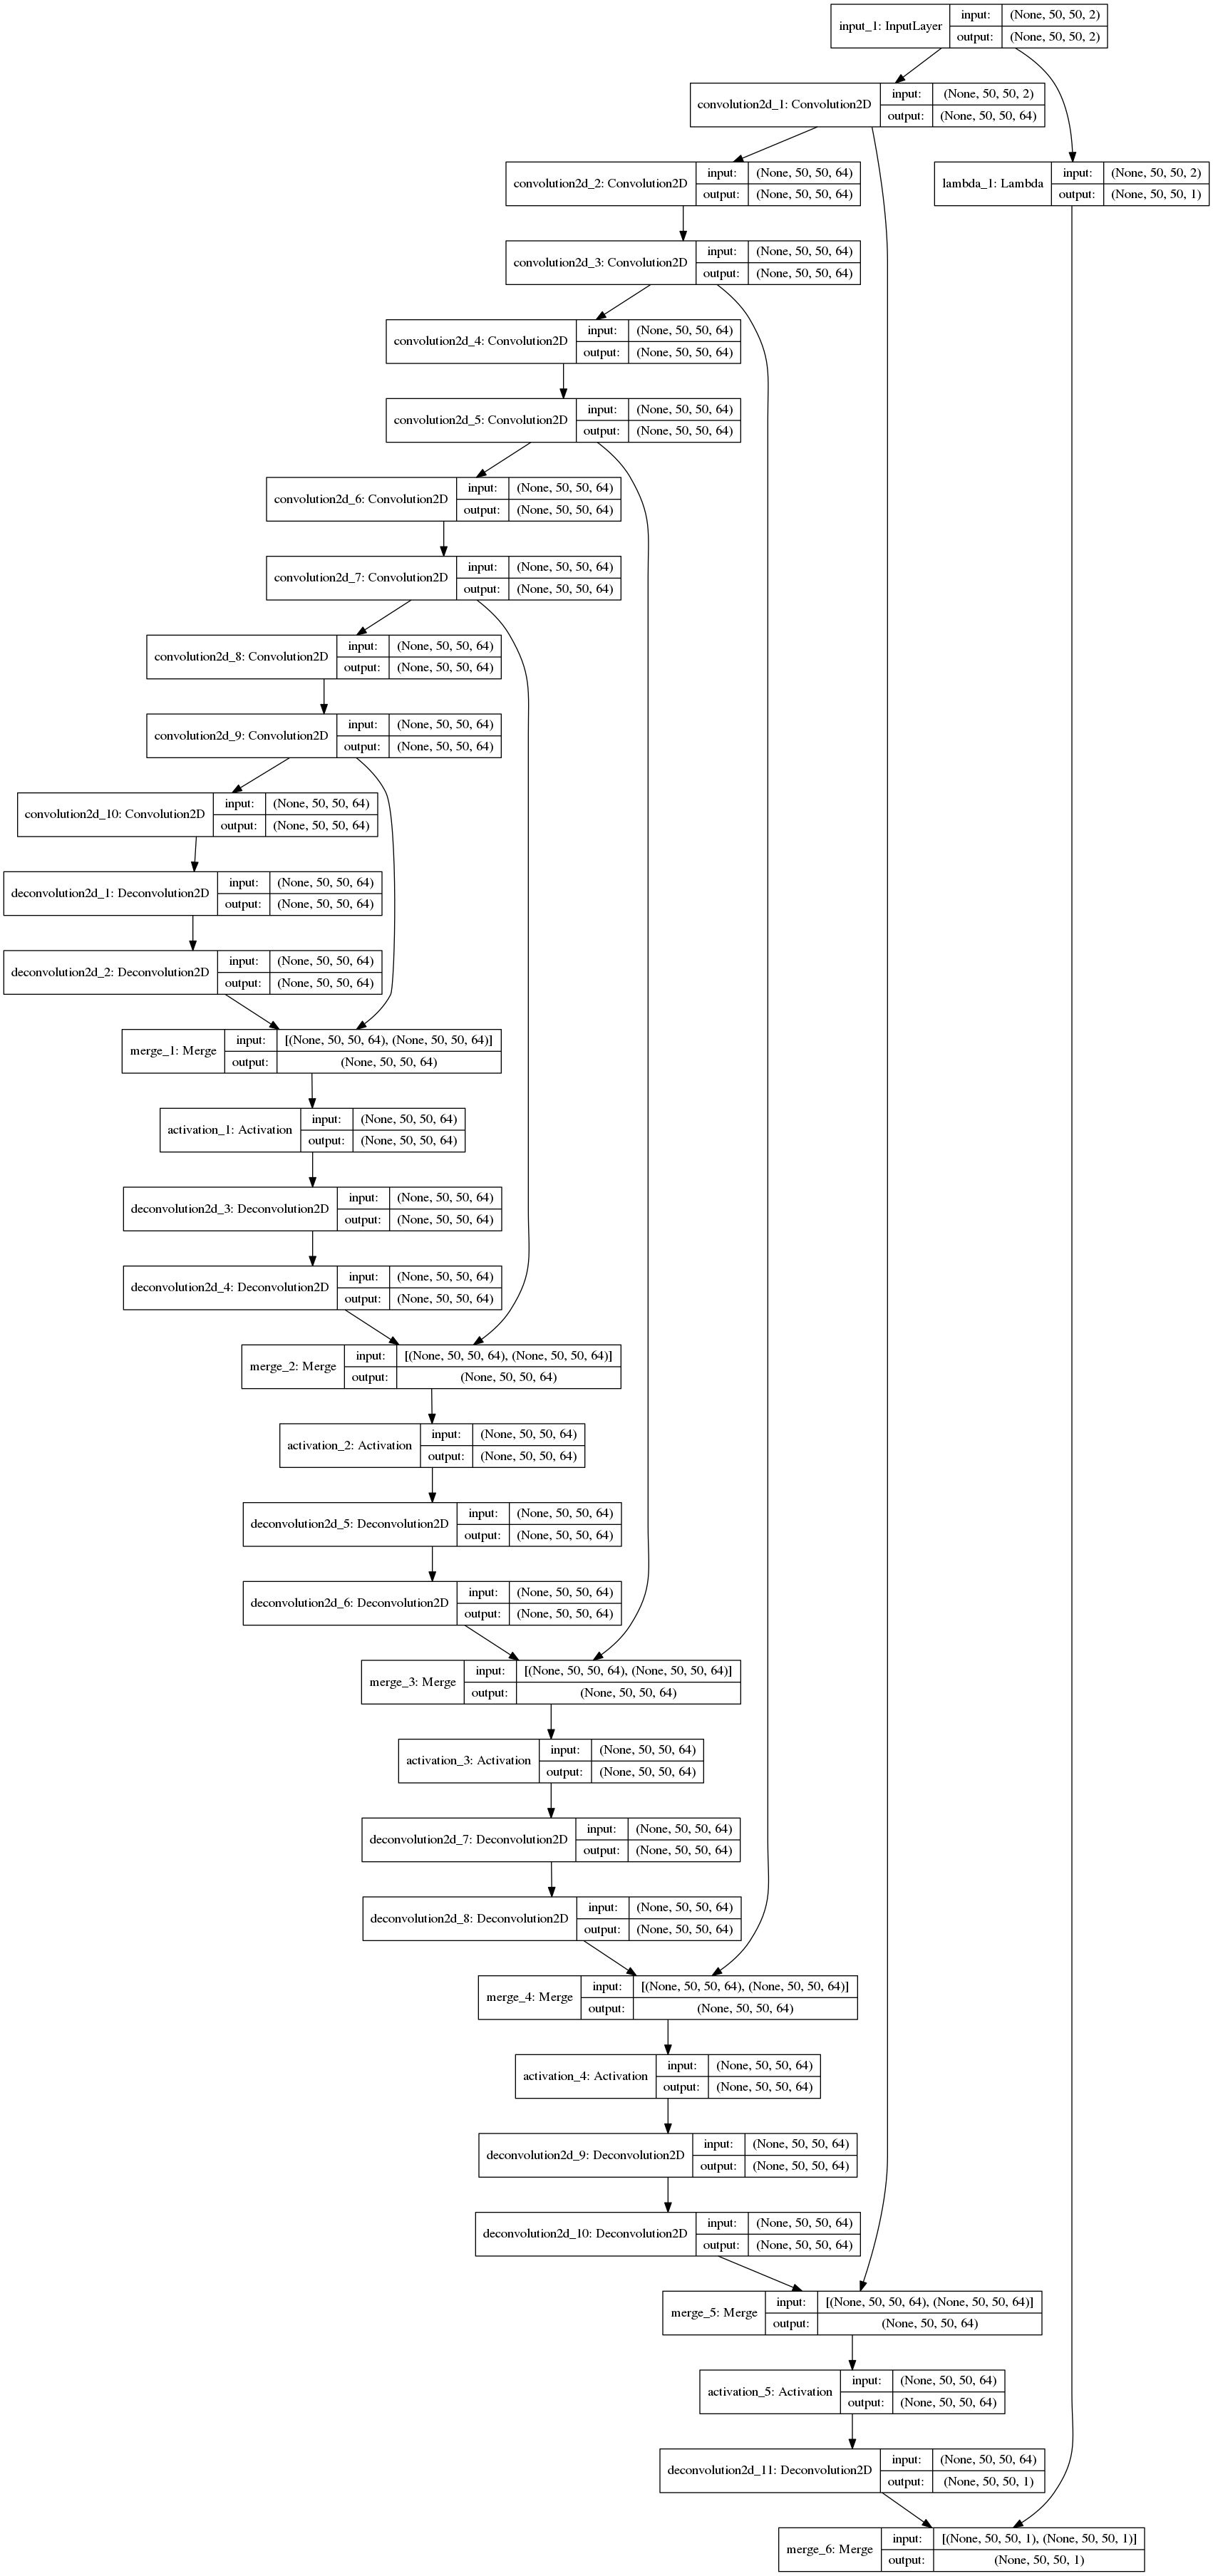 input_1: InputLayer
input: (None, 50, 50, 2)
output: (None, 50, 50, 2)
convolution2d_1: Convolution2D
input: (None, 50, 50, 2)
output: (None, 50, 50, 64)
convolution2d_2: Convolution2D
input: (None, 50, 50, 64)
output: (None, 50, 50, 64)
lambda_1: Lambda
input: (None, 50, 50, 2)
output: (None, 50, 50, 1)
convolution2d_3: Convolution2D
input: (None, 50, 50, 64)
output: (None, 50, 50, 64)
convolution2d_4: Convolution2D
input: (None, 50, 50, 64)
output: (None, 50, 50, 64)
convolution2d_5: Convolution2D
input: (None, 50, 50, 64)
output: (None, 50, 50, 64)
convolution2d_6: Convolution2D
input: (None, 50, 50, 64)
output: (None, 50, 50, 64)
convolution2d_7: Convolution2D
input: (None, 50, 50, 64)
output: (None, 50, 50, 64)
convolution2d_8: Convolution2D
input: (None, 50, 50, 64)
output: (None, 50, 50, 64)
convolution2d_9: Convolution2D
input: (None, 50, 50, 64)
output: (None, 50, 50, 64)
convolution2d_10: Convolution2D
input: (None, 50, 50, 64)
output: (None, 50, 50, 64)
deconvolution2d_1: Deconvolution2D
input: (None, 50, 50, 64)
output: (None, 50, 50, 64)
deconvolution2d_2: Deconvolution2D
input: (None, 50, 50, 64)
output: (None, 50, 50, 64)
merge_1: Merge
input: [(None, 50, 50, 64), (None, 50, 50, 64)]
output: (None, 50, 50, 64)
activation_1: Activation
input: (None, 50, 50, 64)
output: (None, 50, 50, 64)
deconvolution2d_3: Deconvolution2D
input: (None, 50, 50, 64)
output: (None, 50, 50, 64)
deconvolution2d_4: Deconvolution2D
input: (None, 50, 50, 64)
output: (None, 50, 50, 64)
merge_2: Merge
input: [(None, 50, 50, 64), (None, 50, 50, 64)]
output: (None, 50, 50, 64)
activation_2: Activation
input: (None, 50, 50, 64)
output: (None, 50, 50, 64)
deconvolution2d_5: Deconvolution2D
input: (None, 50, 50, 64)
output: (None, 50, 50, 64)
deconvolution2d_6: Deconvolution2D
input: (None, 50, 50, 64)
output: (None, 50, 50, 64)
merge_3: Merge
input: [(None, 50, 50, 64), (None, 50, 50, 64)]
output: (None, 50, 50, 64)
activation_3: Activation
input: (None, 50, 50, 64)
output: (None, 50, 50, 64)
deconvolution2d_7: Deconvolution2D
input: (None, 50, 50, 64)
output: (None, 50, 50, 64)
deconvolution2d_8: Deconvolution2D
input: (None, 50, 50, 64)
output: (None, 50, 50, 64)
merge_4: Merge
input: [(None, 50, 50, 64), (None, 50, 50, 64)]
output: (None, 50, 50, 64)
activation_4: Activation
input: (None, 50, 50, 64)
output: (None, 50, 50, 64)
deconvolution2d_9: Deconvolution2D
input: (None, 50, 50, 64)
output: (None, 50, 50, 64)
deconvolution2d_10: Deconvolution2D
input: (None, 50, 50, 64)
output: (None, 50, 50, 64)
merge_5: Merge
input: [(None, 50, 50, 64), (None, 50, 50, 64)]
output: (None, 50, 50, 64)
activation_5: Activation
input: (None, 50, 50, 64)
output: (None, 50, 50, 64)
deconvolution2d_11: Deconvolution2D
input: (None, 50, 50, 64)
output: (None, 50, 50, 1)
merge_6: Merge
input: [(None, 50, 50, 1), (None, 50, 50, 1)]
output: (None, 50, 50, 1)